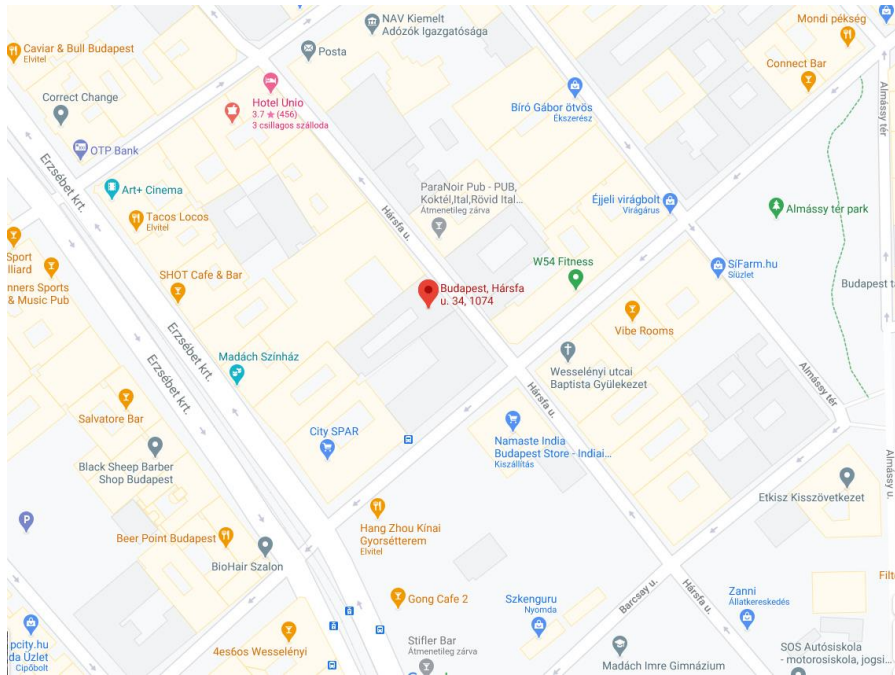 Caviar & Bull Budapest
Elvitel
NAV Kiemelt
Adózók Igazgatósága
Posta
Mondi pékség
Connect Bar
Correct Change
Hotel Unio
3.7 ★ (456)
3 csillagos szálloda
Bíró Gábor ötvös
Ékszerész
Almássy tér
OTP Bank
Erzsébet krt.
Art+ Cinema
Tacos Locos
Elvitel
Hársfa u.
ParaNoir Pub - PUB,
Koktél,Ital,Rövid Ital...
Átmenetileg zárva
Éjjeli virágbolt
Virágárus
Almássy tér park
Sport
lliard
nners Sports
& Music Pub
SHOT Cafe & Bar
W54 Fitness
SíFarm.hu
Síüzlet
Budapest, Hársfa
u. 34, 1074
Budapest ta
Vibe Rooms
Erzsébet krt.
Erzsébet krt.
Madách Színház
Wesselényi utcai
Baptista Gyülekezet
Almássy tér
Hársfa u.
Salvatore Bar
City SPAR
Namaste India
Budapest Store - Indiai...
Kiszállítás
Black Sheep Barber
Shop Budapest
Almássy u.
Etkisz Kisszövetkezet
P
Beer Point Budapest
Hang Zhou Kínai
Gyorsétterem
Elvitel
BioHair Szalon
Barcsay u.
Hársfa u.
Filte
Gong Cafe 2
Szkenguru
Nyomda
Zanni
Állatkereskedés
pcity.hu
da Üzlet
Cipőbolt
4es6os Wesselényi
Stifler Bar
Átmenetileg zárva
Madách Imre Gimnázium
SOS Autósiskola
- motorosiskola, jogsi...